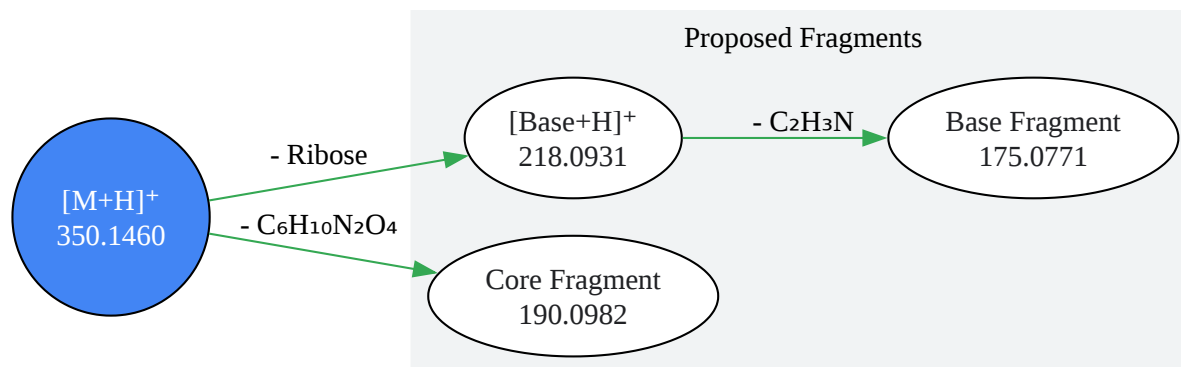 Proposed Fragments
[M+H]⁺
350.1460
- Ribose
- C₆H₁₀N₂O₄
[Base+H]⁺
218.0931
- C₂H₃N
Base Fragment
175.0771
Core Fragment
190.0982